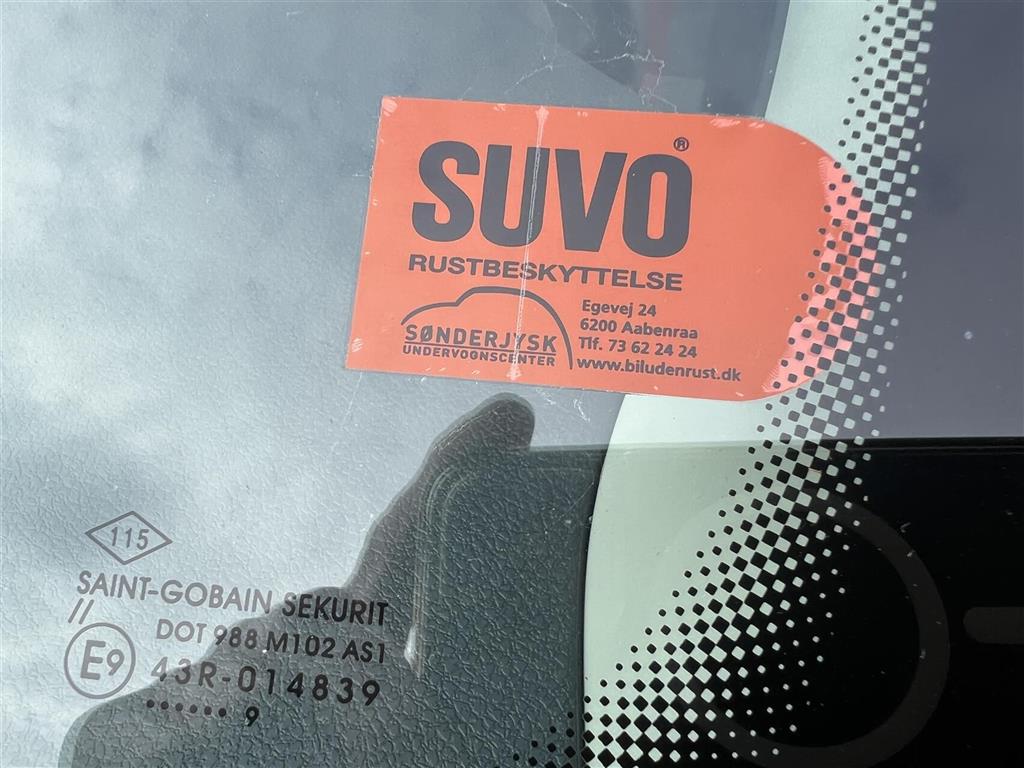 SUVO®
RUSTBESKYTTELSE
SØNDERJYSK
UNDERVOGNSCENTER
Egevej 24
6200 Aabenraa
Tlf. 73 62 24 24
www.biludenrust.dk
115
SAINT-GOBAIN SEKURIT
// DOT 988 M102 AS1
E9 43R-014839
•••••• 9